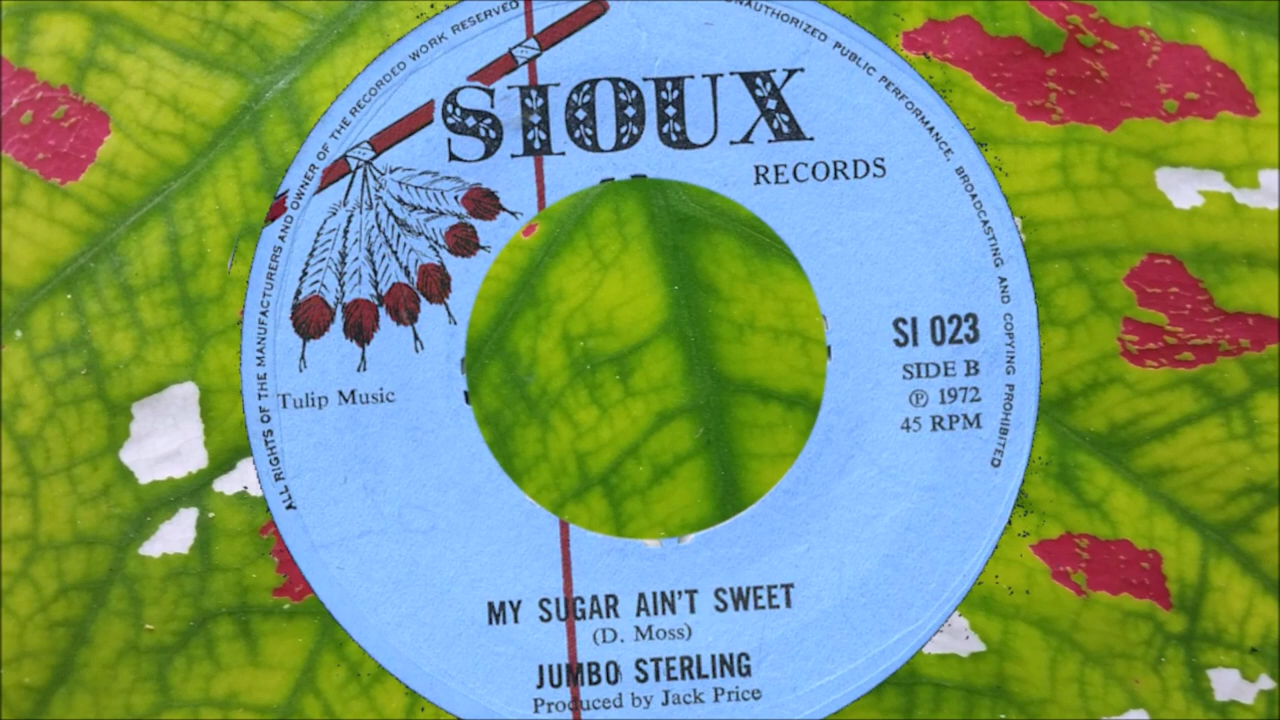 ALL RIGHTS OF THE MANUFACTURERS AND OWNER OF THE RECORDED WORK RESERVED
UNAUTHORIZED PUBLIC PERFORMANCE, BROADCASTING AND COPYING PROHIBITED
SIOUX
RECORDS
SI 023
SIDE B
℗ 1972
45 RPM
Tulip Music
MY SUGAR AIN'T SWEET
(D. Moss)
JUMBO STERLING
Produced by Jack Price